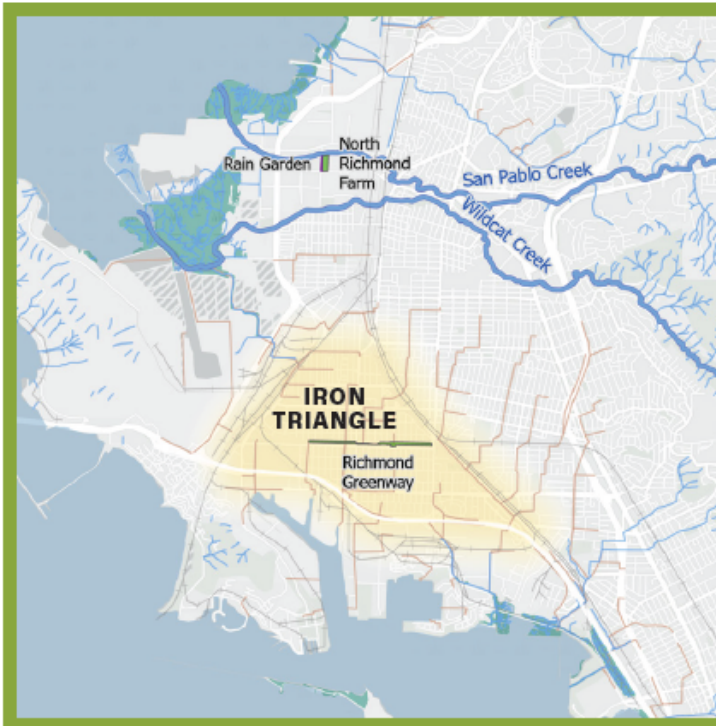 Rain Garden
North
Richmond
Farm
San Pablo Creek
Wildcat Creek
IRON
TRIANGLE
Richmond
Greenway